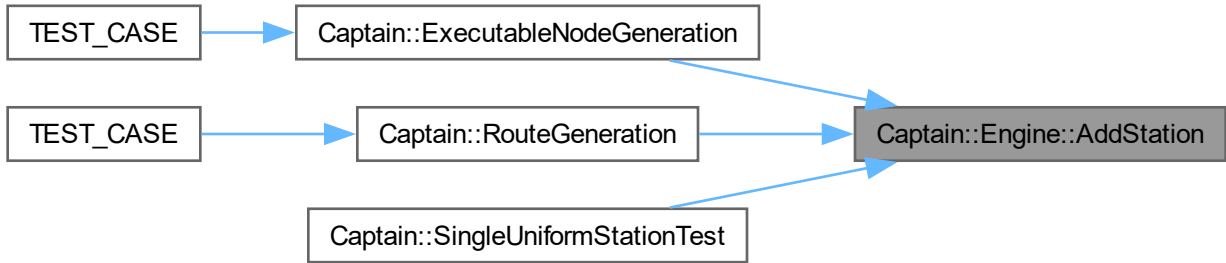 TEST_CASE
Captain::ExecutableNodeGeneration
TEST_CASE
Captain::RouteGeneration
Captain::Engine::AddStation
Captain::SingleUniformStationTest